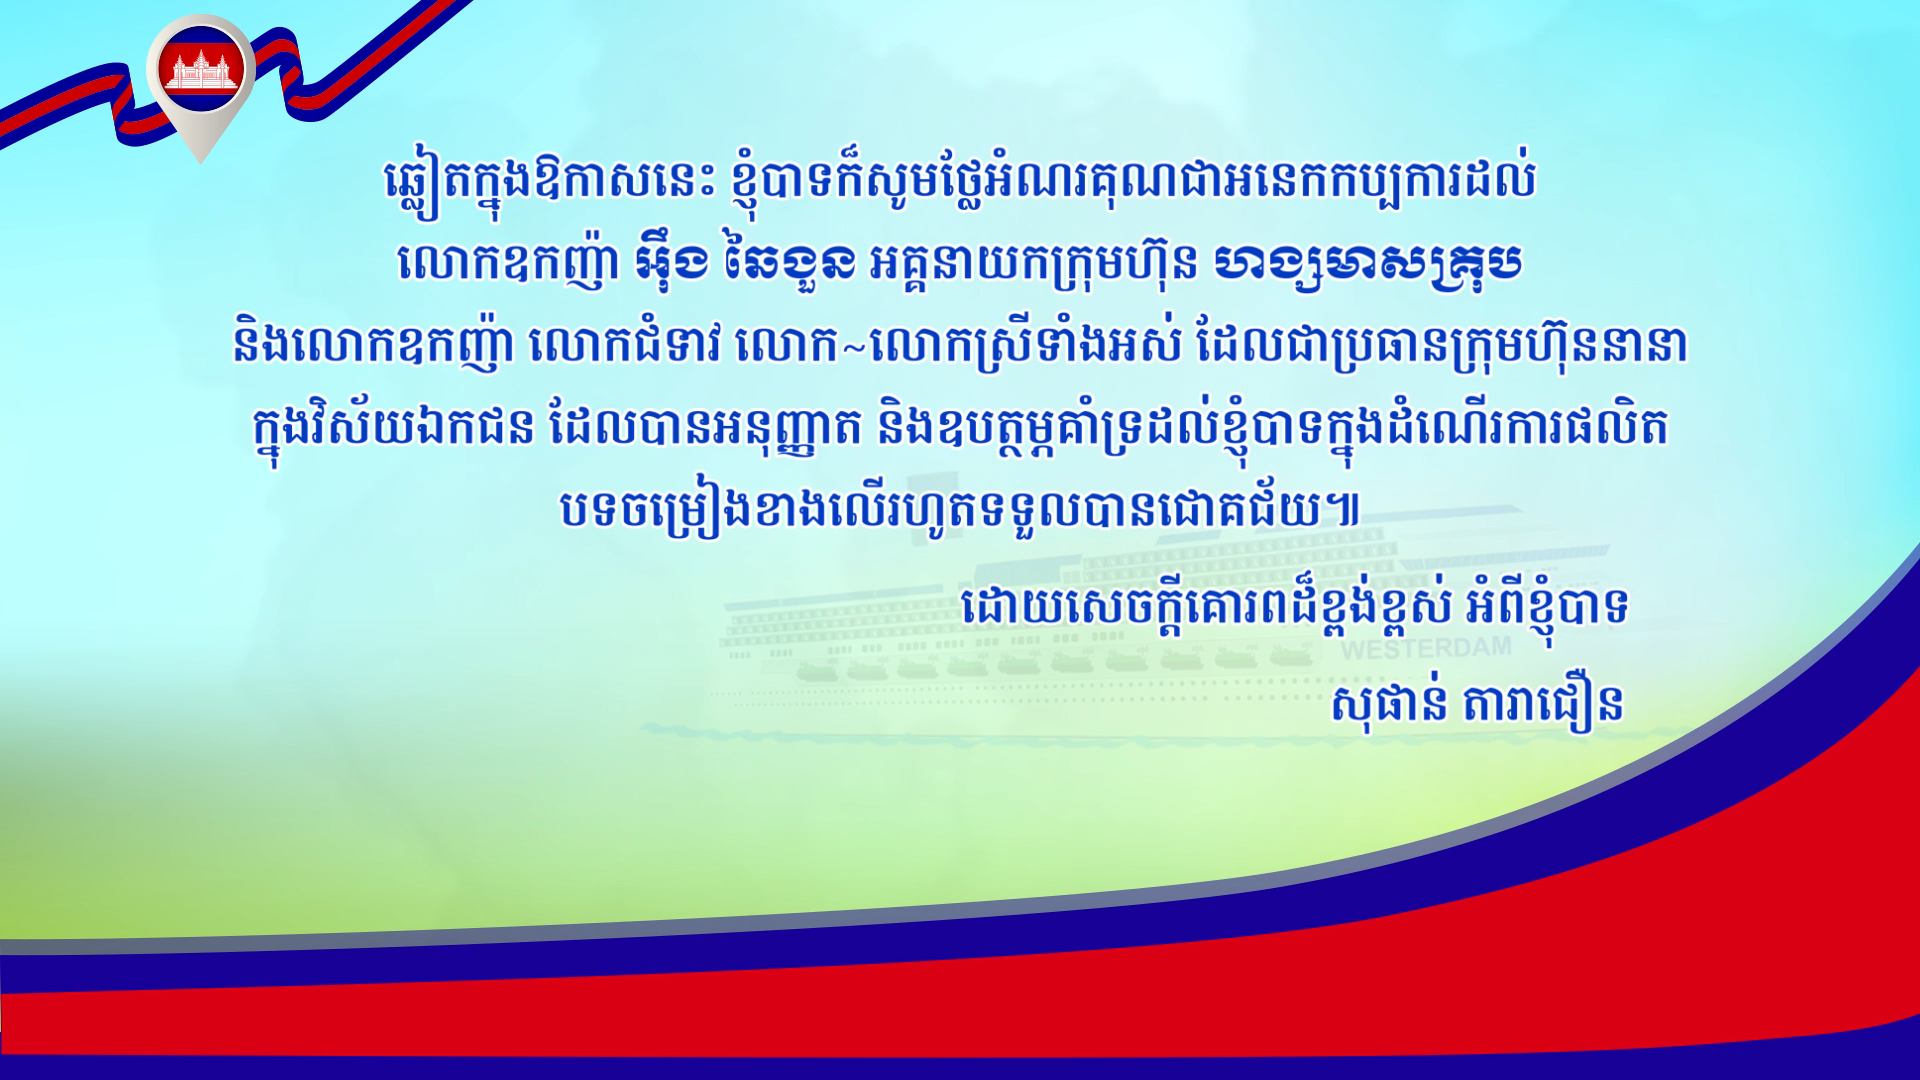 ឆ្លៀតក្នុងឱកាសនេះ ខ្ញុំបាទក៏សូមថ្លែអំណរគុណជាអនេកកប្បការដល់
លោកឧកញ៉ា អ៊ឹង ឆៃងួន អគ្គនាយកក្រុមហ៊ុន ហង្សមាសគ្រុប
និងលោកឧកញ៉ា លោកជំទាវ លោក~លោកស្រីទាំងអស់ ដែលជាប្រធានក្រុមហ៊ុននានា
ក្នុងវិស័យឯកជន ដែលបានអនុញ្ញាត និងឧបត្ថម្ភគាំទ្រដល់ខ្ញុំបាទក្នុងដំណើរការផលិត
បទចម្រៀងខាងលើរហូតទទួលបានជោគជ័យ៕
ដោយសេចក្ដីគោរពដ៏ខ្ពង់ខ្ពស់ អំពីខ្ញុំបាទ
WESTERDAM
សុផាន់ តារាជឿន